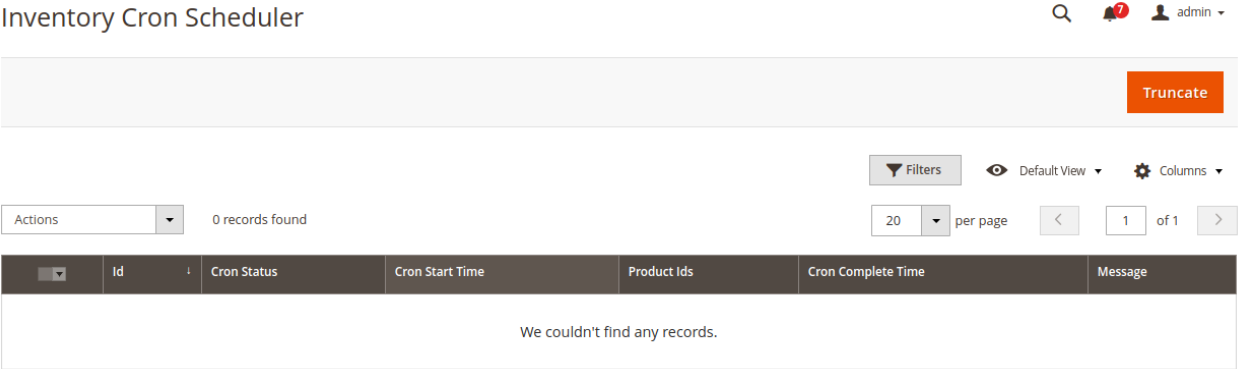 Inventory Cron Scheduler
7
admin
Truncate
Filters
Default View
Columns
Actions
0 records found
20
per page
1
of 1
Id
Cron Status
Cron Start Time
Product Ids
Cron Complete Time
Message
We couldn't find any records.